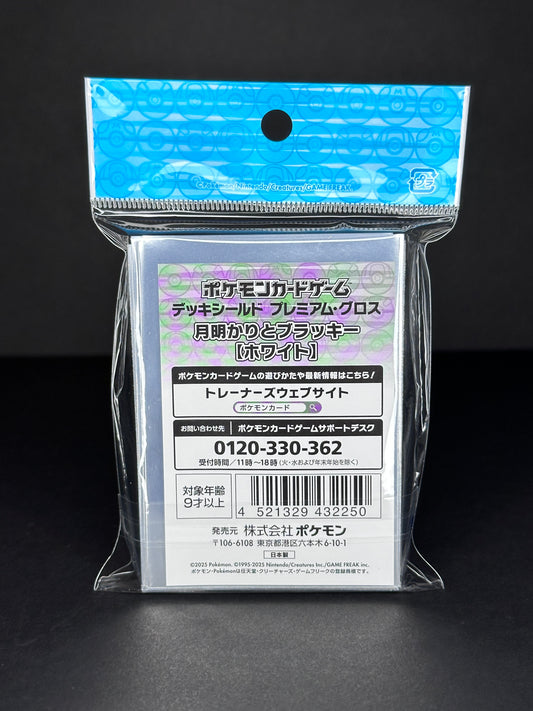 ©Pokémon/Nintendo/Creatures/GAME FREAK
プラ
ポケモンカードゲーム
デッキシールド プレミアム・グロス
月明かりとブラッキー
【ホワイト】
ポケモンカードゲームの遊びかたや最新情報はこちら!
トレーナーズウェブサイト
ポケモンカード
お問い合わせ先 ポケモンカードゲームサポートデスク
0120-330-362
受付時間/11時~18時(火・水および年末年始を除く)
対象年齢
9才以上
4 521329 432250
発売元 株式会社ポケモン
〒106-6108 東京都港区六本木6-10-1
日本製
©2025 Pokémon. ©1995-2025 Nintendo/Creatures Inc./GAME FREAK inc.
ポケモン・Pokémonは任天堂・クリーチャーズ・ゲームフリークの登録商標です。